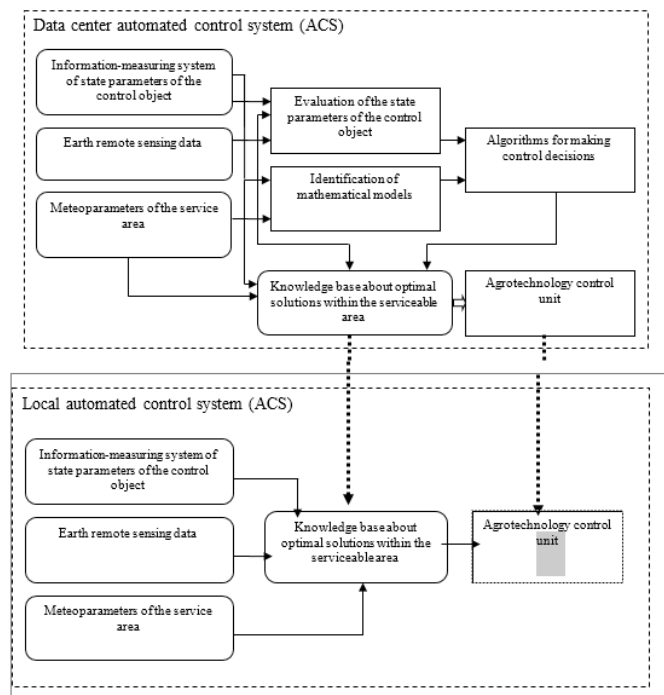 Data center automated control system (ACS)
Information-measuring system
of state parameters of the
control object
Evaluation of the state
parameters of the control
object
Earth remote sensing data
Algorithms for making
control decisions
Identification of
mathematical models
Meteoparameters of the service
area
Knowledge base about optimal
solutions within the serviceable
area
Agrotechnology control
unit
Local automated control system (ACS)
Information-measuring system of
state parameters of the control
object
Earth remote sensing data
Knowledge base about
optimal solutions within the
serviceable area
Agrotechnology control
unit
Meteoparameters of the service
area